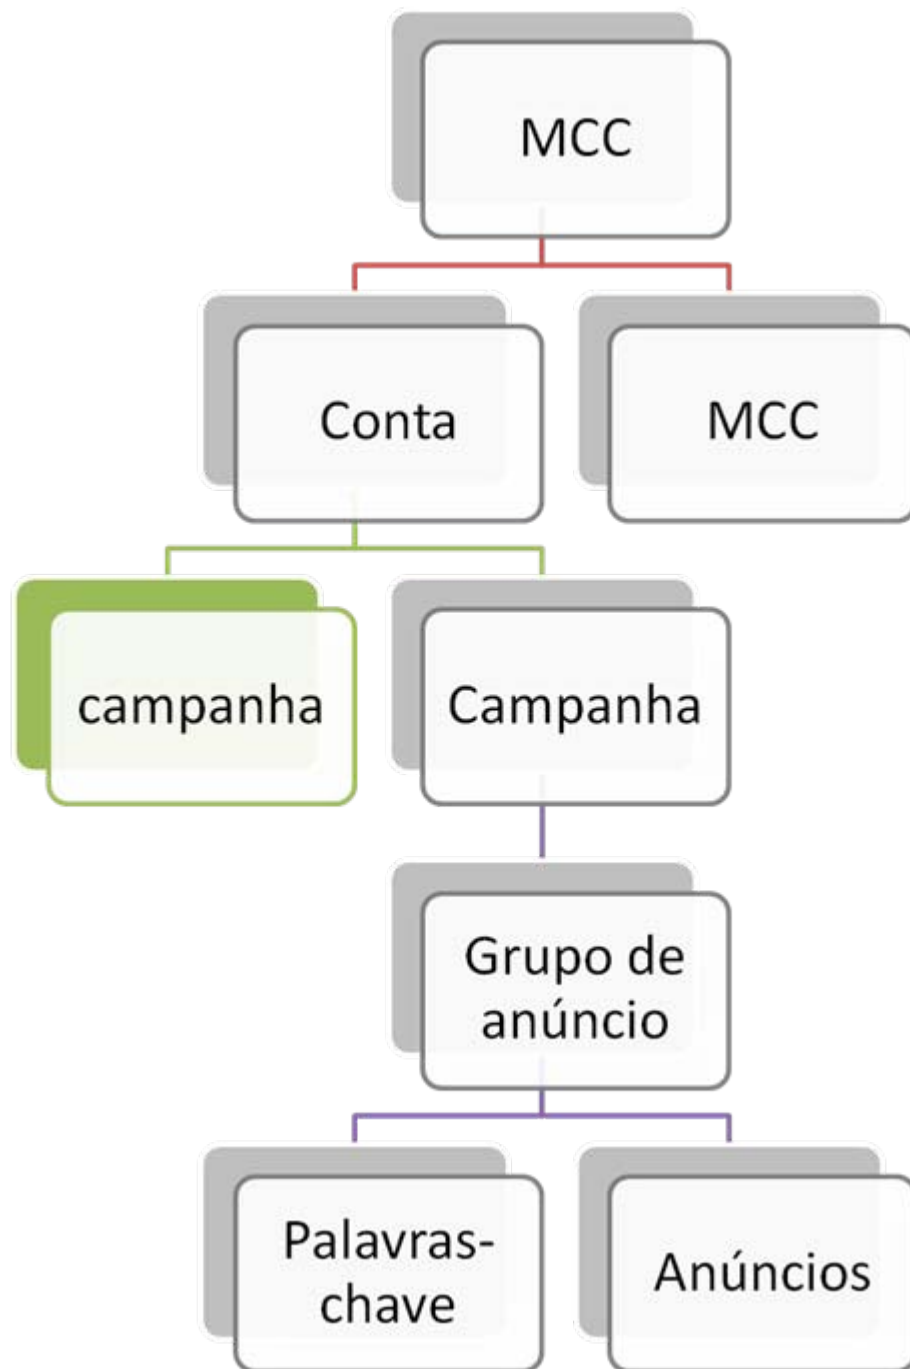 MCC
Conta
MCC
campanha
Campanha
Grupo de
anúncio
Palavras-
chave
Anúncios